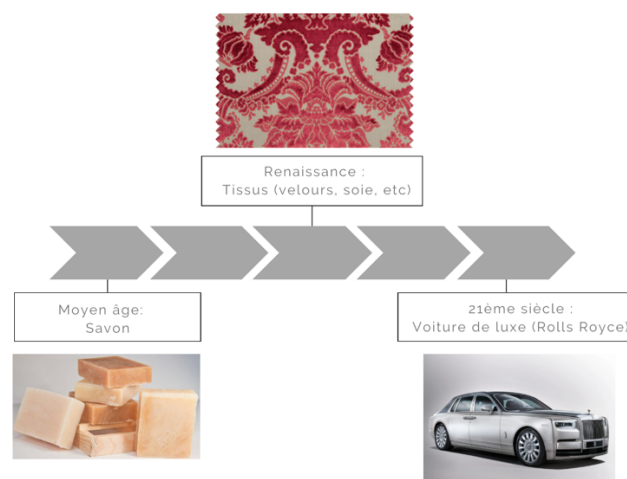 Renaissance :
Tissus (velours, soie, etc)
Moyen âge:
Savon
21ème siècle :
Voiture de luxe (Rolls Royce)